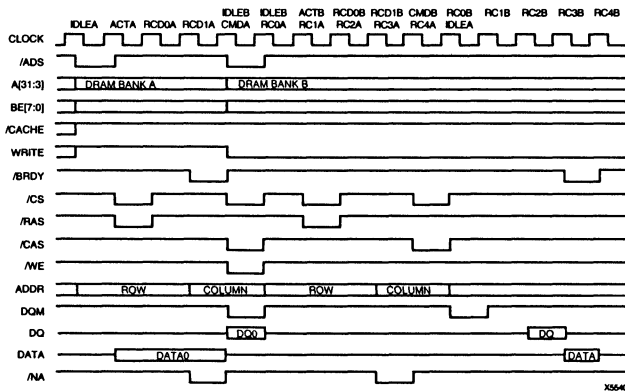 IDLEB IDLEB ACTB RCD0B RCD1B CMDB RC0B RC1B RC2B RC3B RC4B
IDLEA ACTA RCD0A RCD1A CMDA RC0A RC1A RC2A RC3A RC4A IDLEA
CLOCK
/ADS
A[31:3] DRAM BANK A DRAM BANK B
BE[7:0]
/CACHE
WRITE
/BRDY
/CS
/RAS
/CAS
/WE
ADDR ROW COLUMN ROW COLUMN
DQM
DQ DQ0 DQ
DATA DATA0 DATA
/NA
X5540